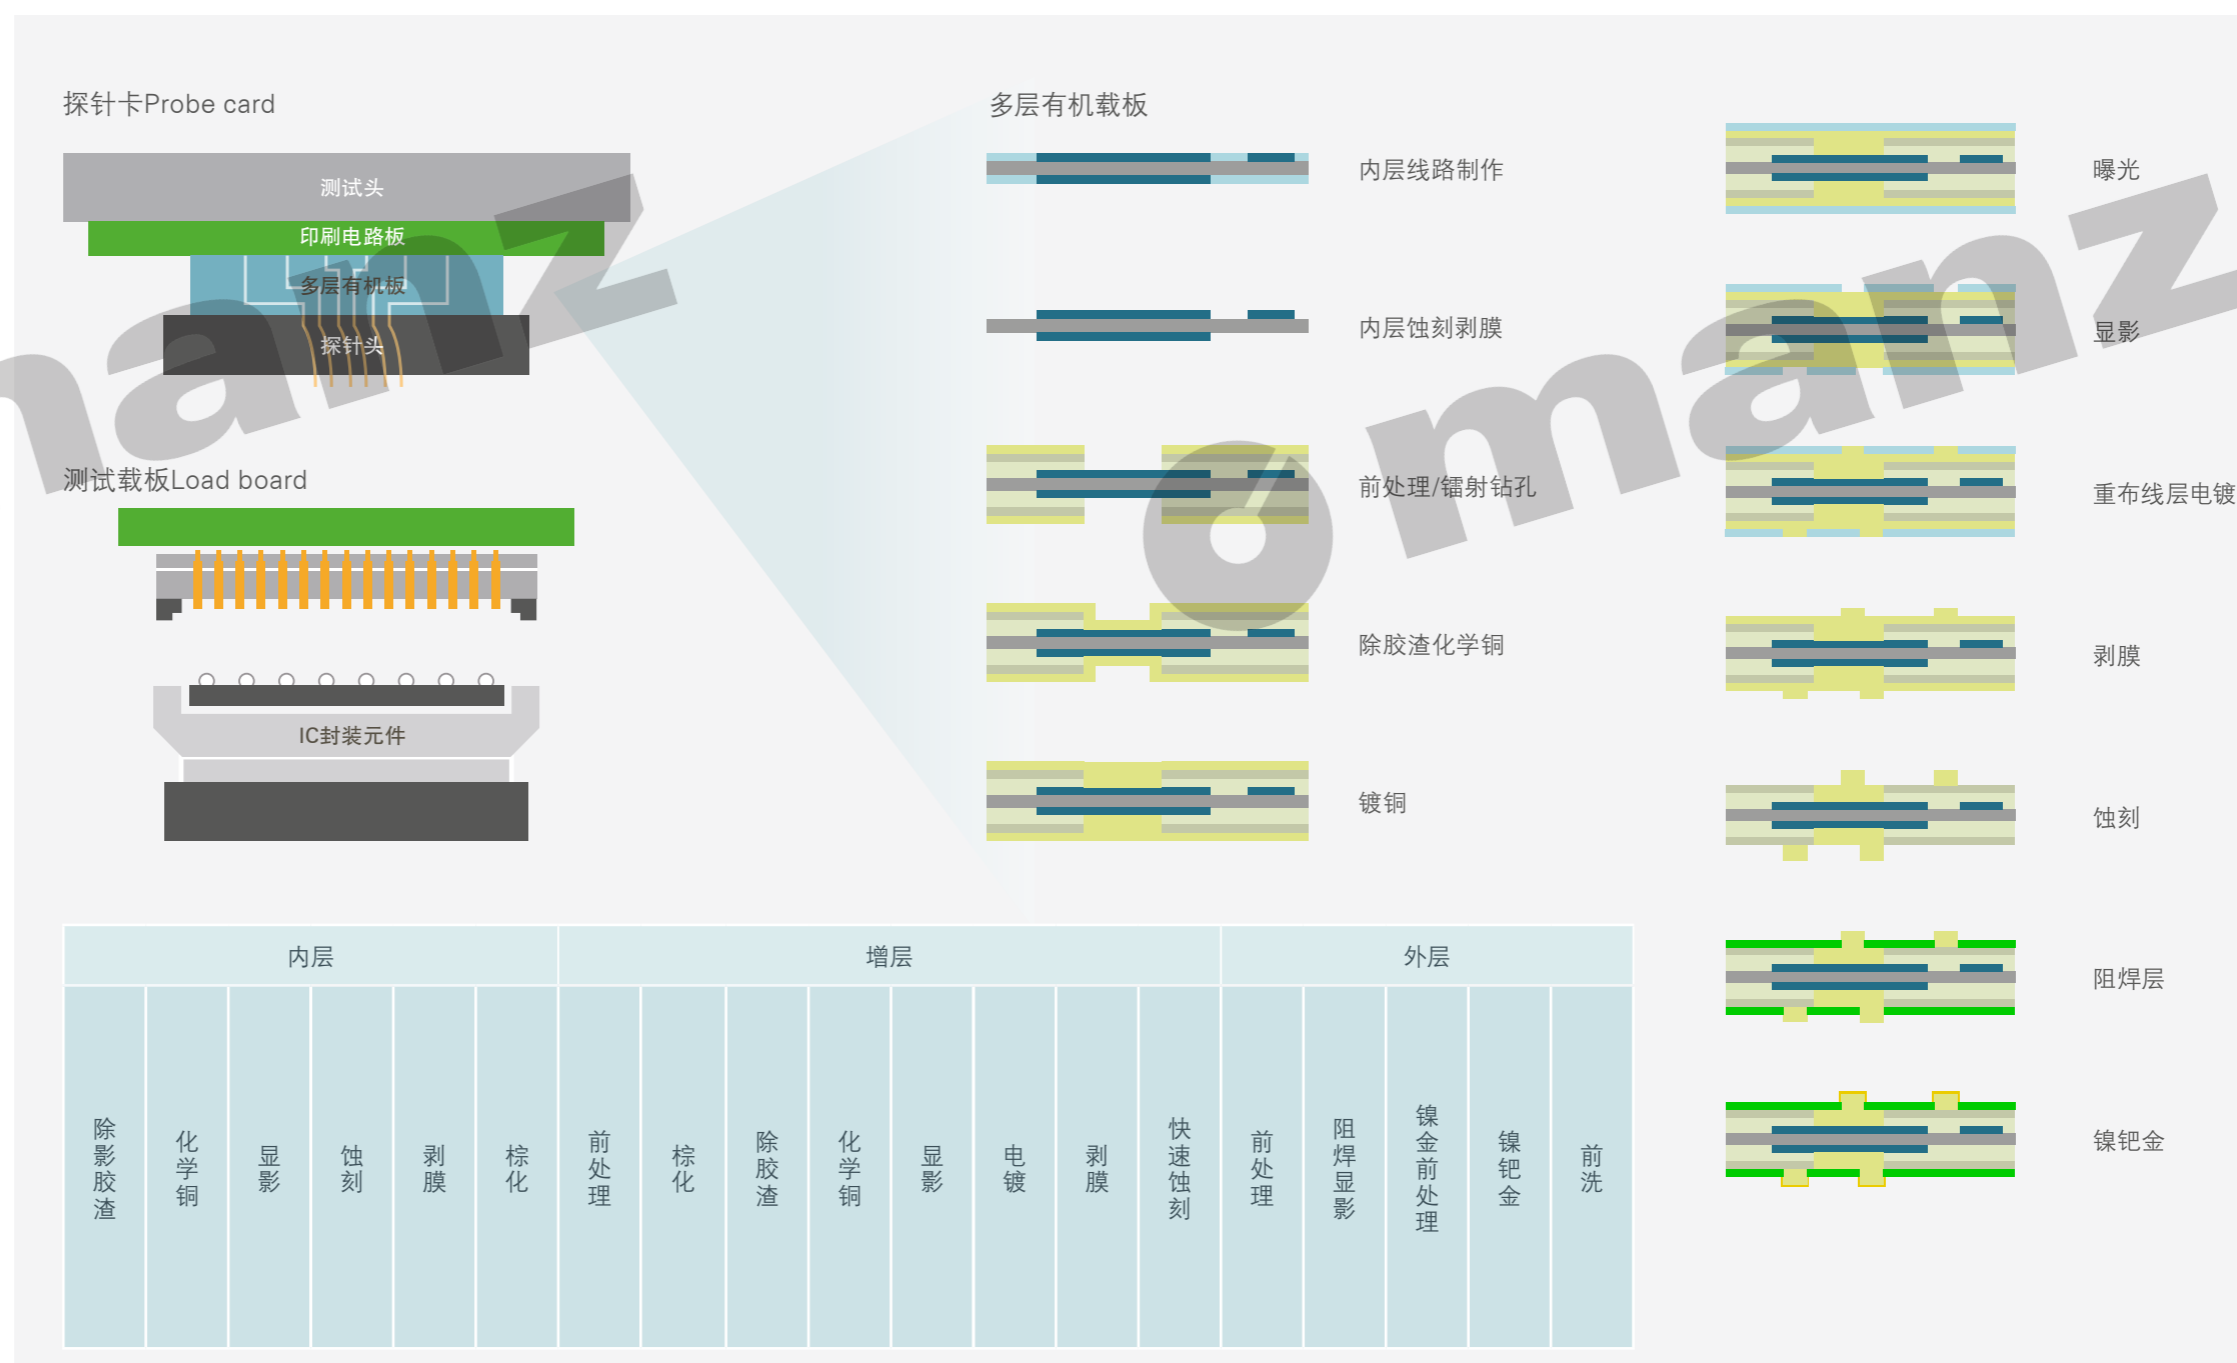 探针卡Probe card
测试头
印刷电路板
多层有机板
探针头
测试载板Load board
IC封装元件
多层有机载板
内层线路制作
内层蚀刻剥膜
前处理/镭射钻孔
除胶渣化学铜
镀铜
曝光
显影
重布线层电镀
剥膜
蚀刻
阻焊层
镍钯金
内层
增层
外层
除影胶渣
化学铜
显影
蚀刻
剥膜
棕化
前处理
棕化
除胶渣
化学铜
显影
电镀
剥膜
快速蚀刻
前处理
阻焊显影
镍金前处理
镍钯金
前洗
manz
manz